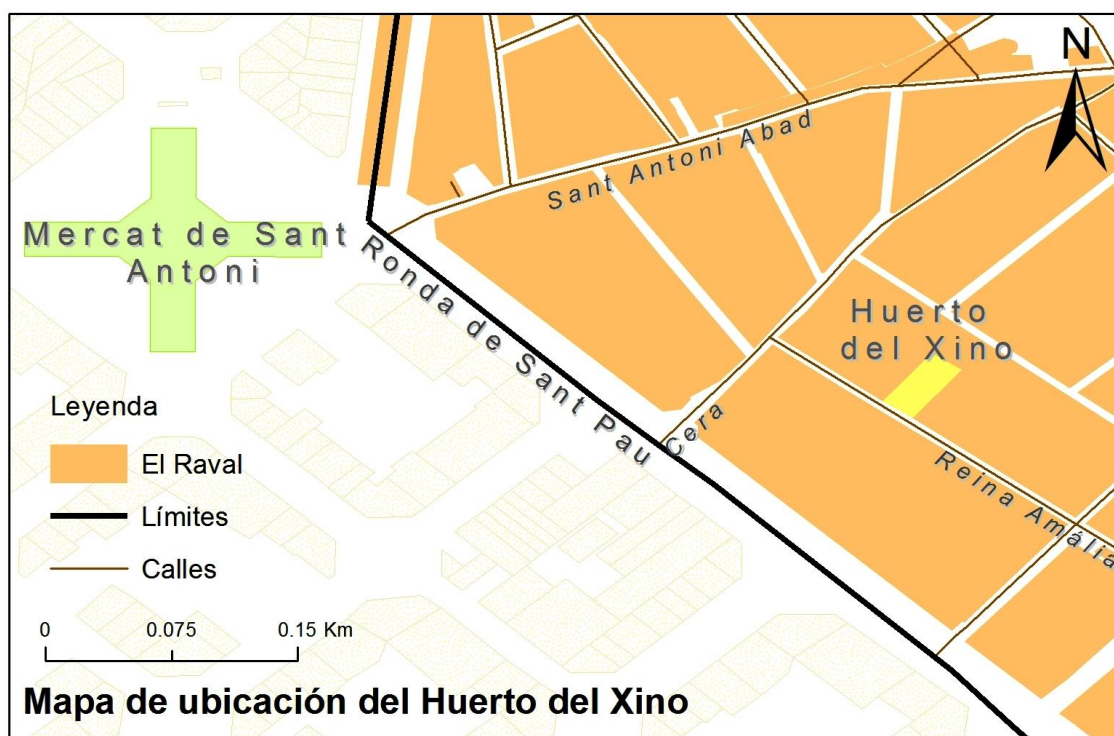 N
Sant Antoni Abad
Mercat de Sant
Antoni
Ronda de Sant Pau
Huerto
del Xino
Cera
Reina Amália
Leyenda
El Raval
Límites
Calles
0 0.075 0.15 Km
Mapa de ubicación del Huerto del Xino